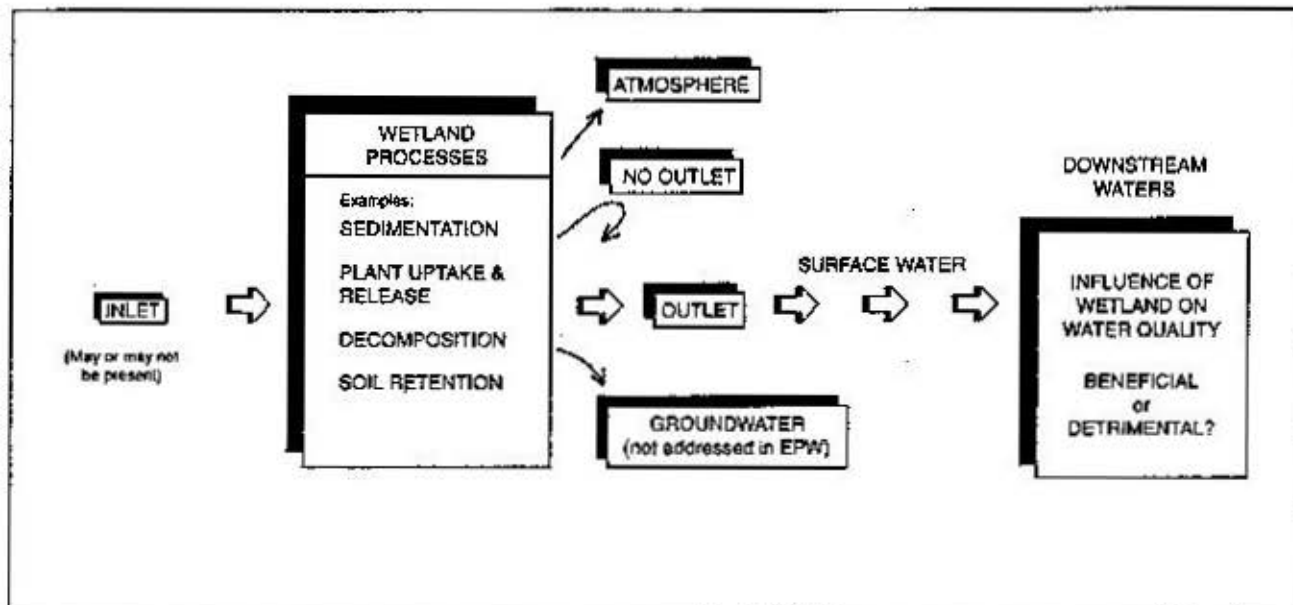 INLET
(May or may not
be present)
WETLAND
PROCESSES
Examples:
SEDIMENTATION
PLANT UPTAKE &
RELEASE
DECOMPOSITION
SOIL RETENTION
ATMOSPHERE
NO OUTLET
OUTLET
GROUNDWATER
(not addressed in EPW)
SURFACE WATER
DOWNSTREAM
WATERS
INFLUENCE OF
WETLAND ON
WATER QUALITY
BENEFICIAL
or
DETRIMENTAL?